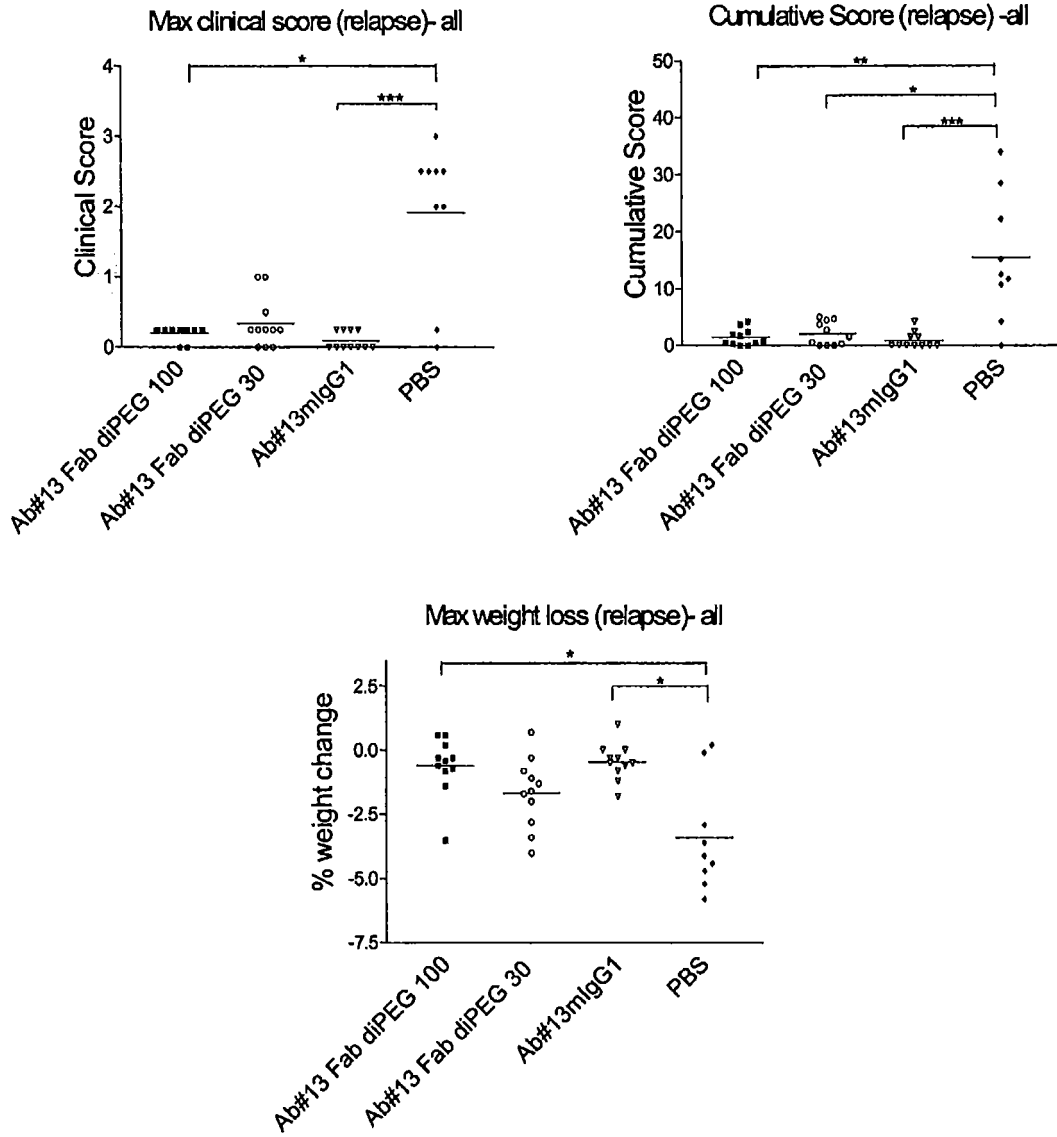 Max clinical score (relapse)- all
*
***
Clinical Score
4
3
2
1
0
Ab#13 Fab diPEG 100
Ab#13 Fab diPEG 30
Ab#13mIgG1
PBS
Cumulative Score (relapse) -all
**
*
***
Cumulative Score
50
40
30
20
10
0
Ab#13 Fab diPEG 100
Ab#13 Fab diPEG 30
Ab#13mIgG1
PBS
Max weight loss (relapse)- all
*
*
% weight change
2.5
0.0
-2.5
-5.0
-7.5
Ab#13 Fab diPEG 100
Ab#13 Fab diPEG 30
Ab#13mIgG1
PBS